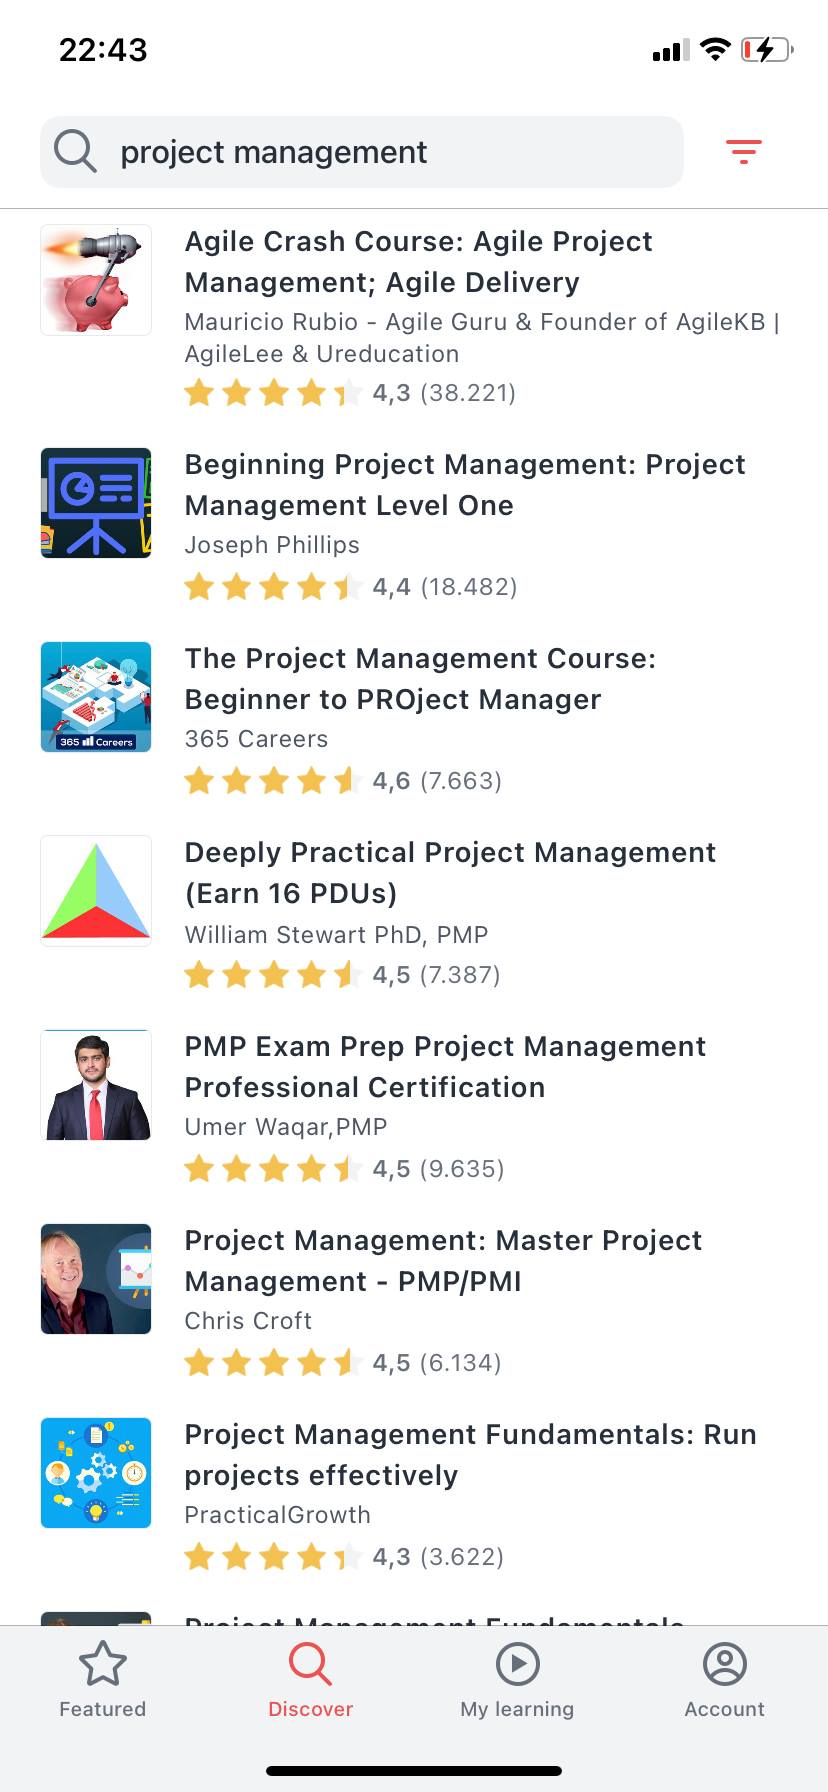 22:43
project management
Agile Crash Course: Agile Project
Management; Agile Delivery
Mauricio Rubio - Agile Guru & Founder of AgileKB |
AgileLee & Ureducation
4,3 (38.221)
Beginning Project Management: Project
Management Level One
Joseph Phillips
4,4 (18.482)
The Project Management Course:
Beginner to PROject Manager
365 Careers
365 Careers
4,6 (7.663)
Deeply Practical Project Management
(Earn 16 PDUs)
William Stewart PhD, PMP
4,5 (7.387)
PMP Exam Prep Project Management
Professional Certification
Umer Waqar,PMP
4,5 (9.635)
Project Management: Master Project
Management - PMP/PMI
Chris Croft
4,5 (6.134)
Project Management Fundamentals: Run
projects effectively
PracticalGrowth
4,3 (3.622)
Project Management Fundamentals
Featured
Discover
My learning
Account